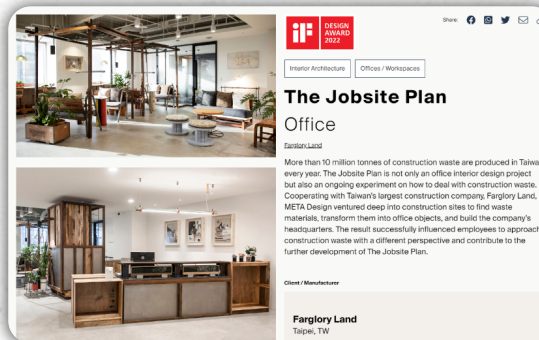 iF
DESIGN
AWARD
2022
Share:
Interior Architecture
Offices / Workspaces
The Jobsite Plan
Office
Farglory Land
More than 10 million tonnes of construction waste are produced in Taiwa
every year. The Jobsite Plan is not only an office interior design project
but also an ongoing experiment on how to deal with construction waste.
Cooperating with Taiwan's largest construction company, Farglory Land,
META Design ventured deep into construction sites to find waste
materials, transform them into office objects, and build the company's
headquarters. The result successfully influenced employees to approach
construction waste with a different perspective and contribute to the
further development of The Jobsite Plan.
Client / Manufacturer
Farglory Land
Taipei, TW